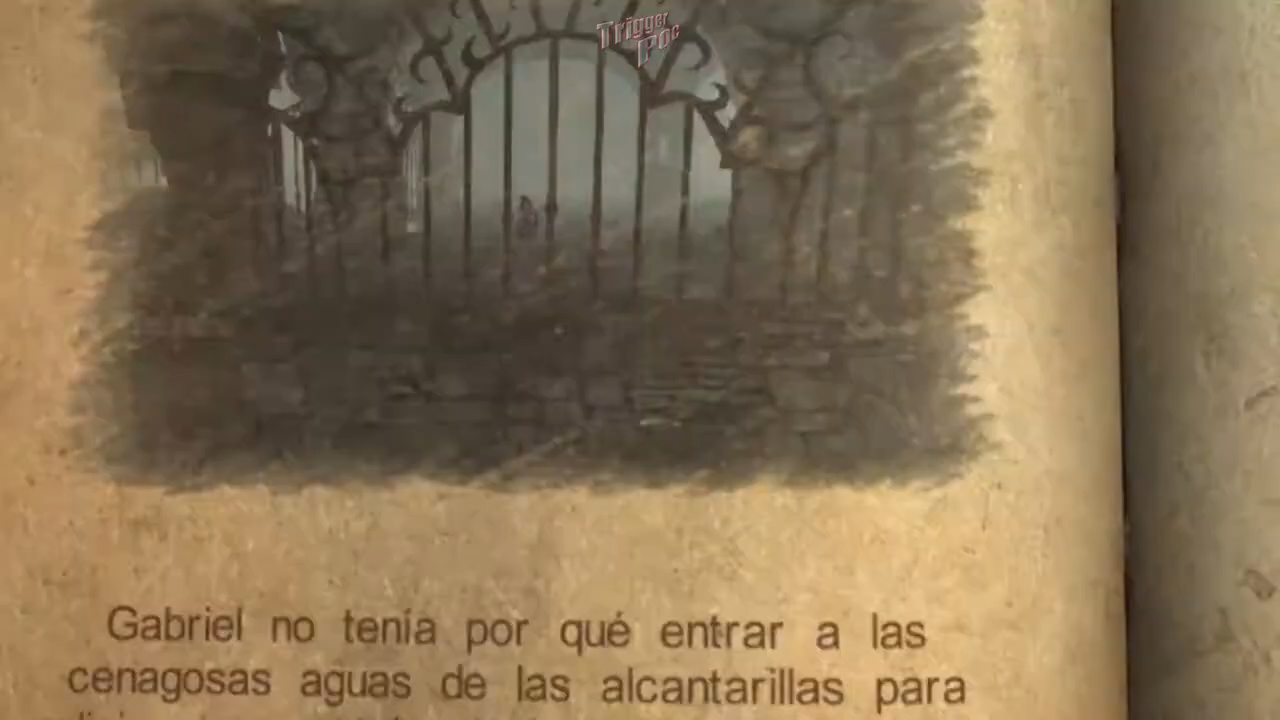 Trigger
Poc
Gabriel no tenía por qué entrar a las
cenagosas aguas de las alcantarillas para